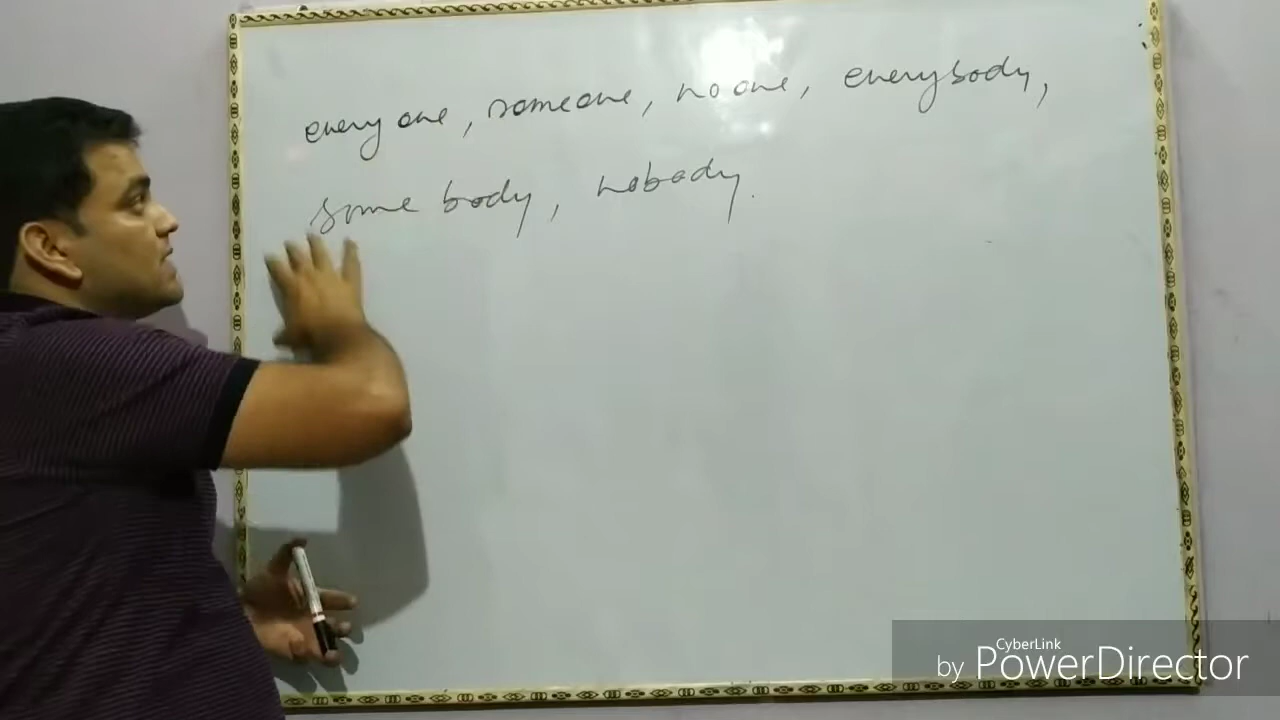 every one, someone, no one, everybody,
some body, nobody.
CyberLink
by PowerDirector